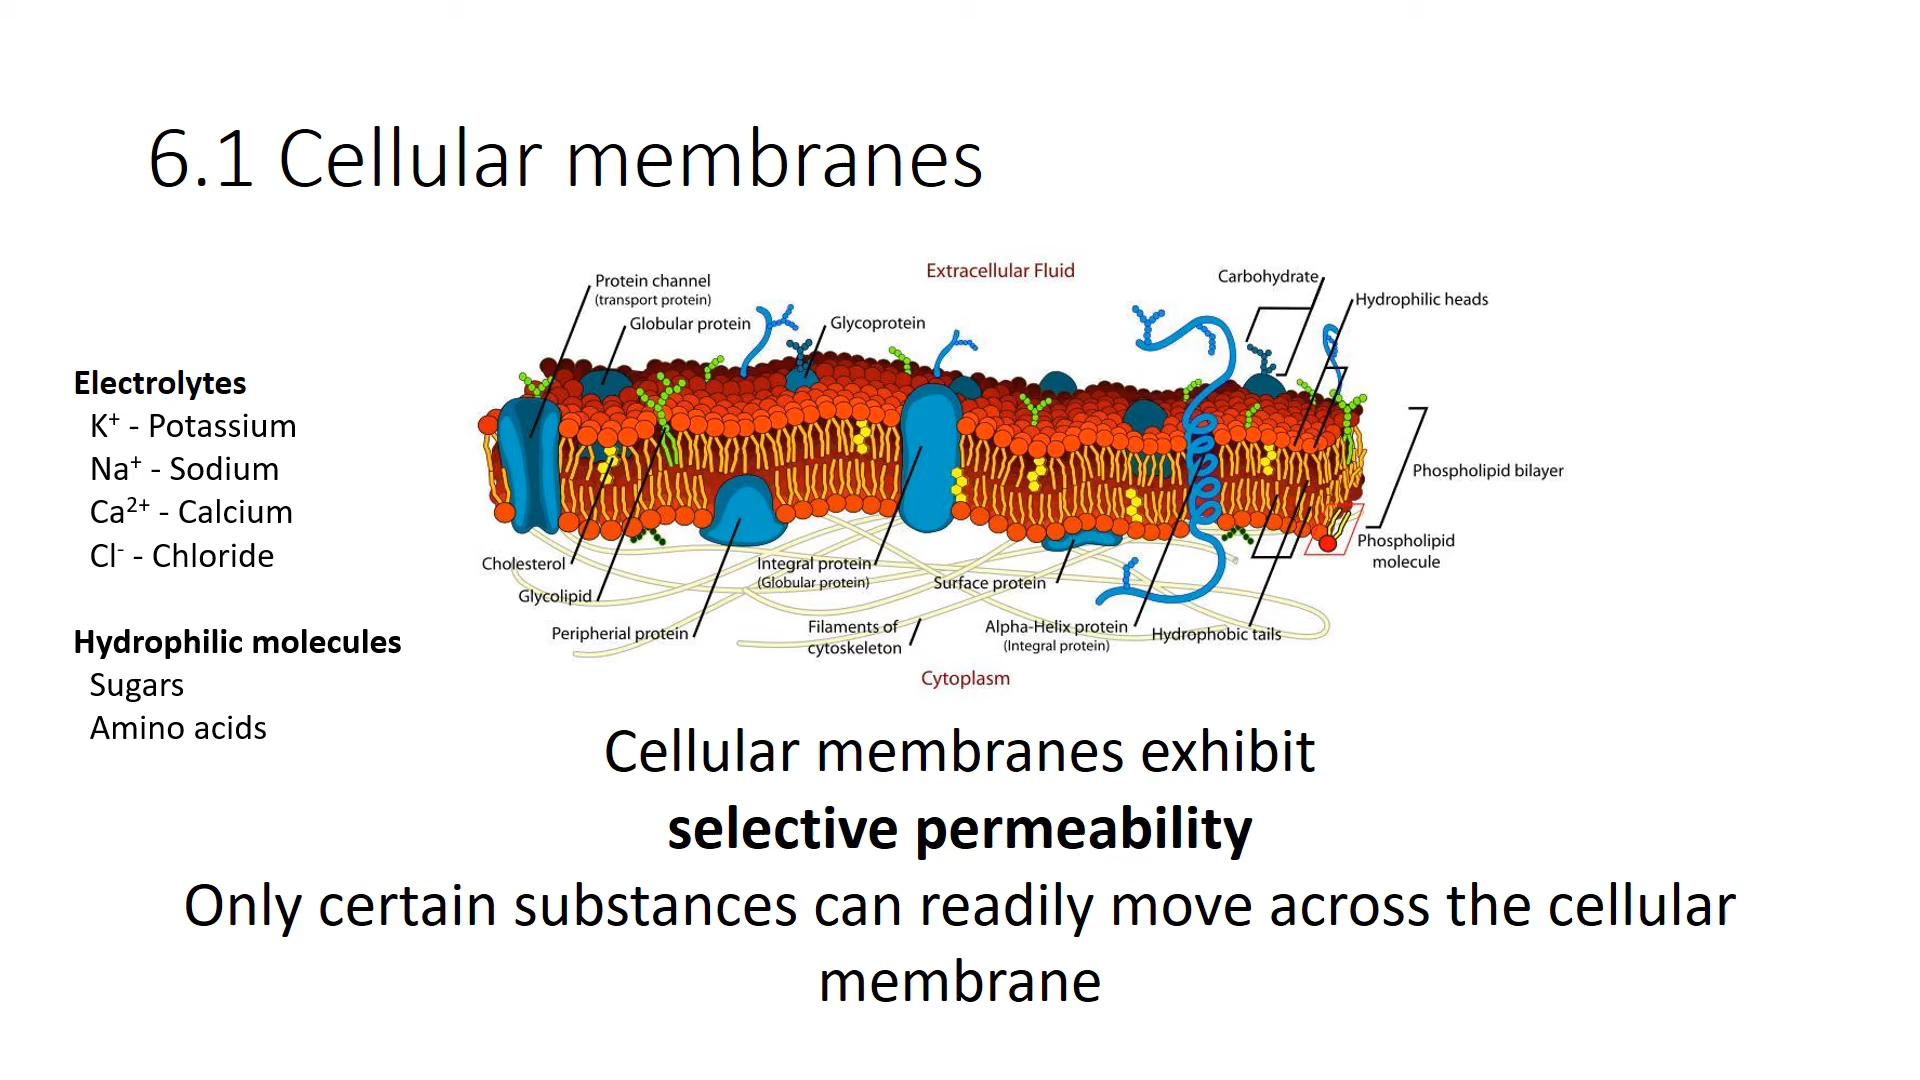 6.1 Cellular membranes
Extracellular Fluid
Protein channel
(transport protein)
Globular protein
Glycoprotein
Carbohydrate
Hydrophilic heads
Phospholipid bilayer
Phospholipid
molecule
Cholesterol
Glycolipid
Peripherial protein
Integral protein
(Globular protein)
Filaments of
cytoskeleton
Surface protein
Alpha-Helix protein
(Integral protein)
Hydrophobic tails
Cytoplasm
Electrolytes
K⁺ - Potassium
Na⁺ - Sodium
Ca²⁺ - Calcium
Cl⁻ - Chloride
Hydrophilic molecules
Sugars
Amino acids
Cellular membranes exhibit
selective permeability
Only certain substances can readily move across the cellular
membrane